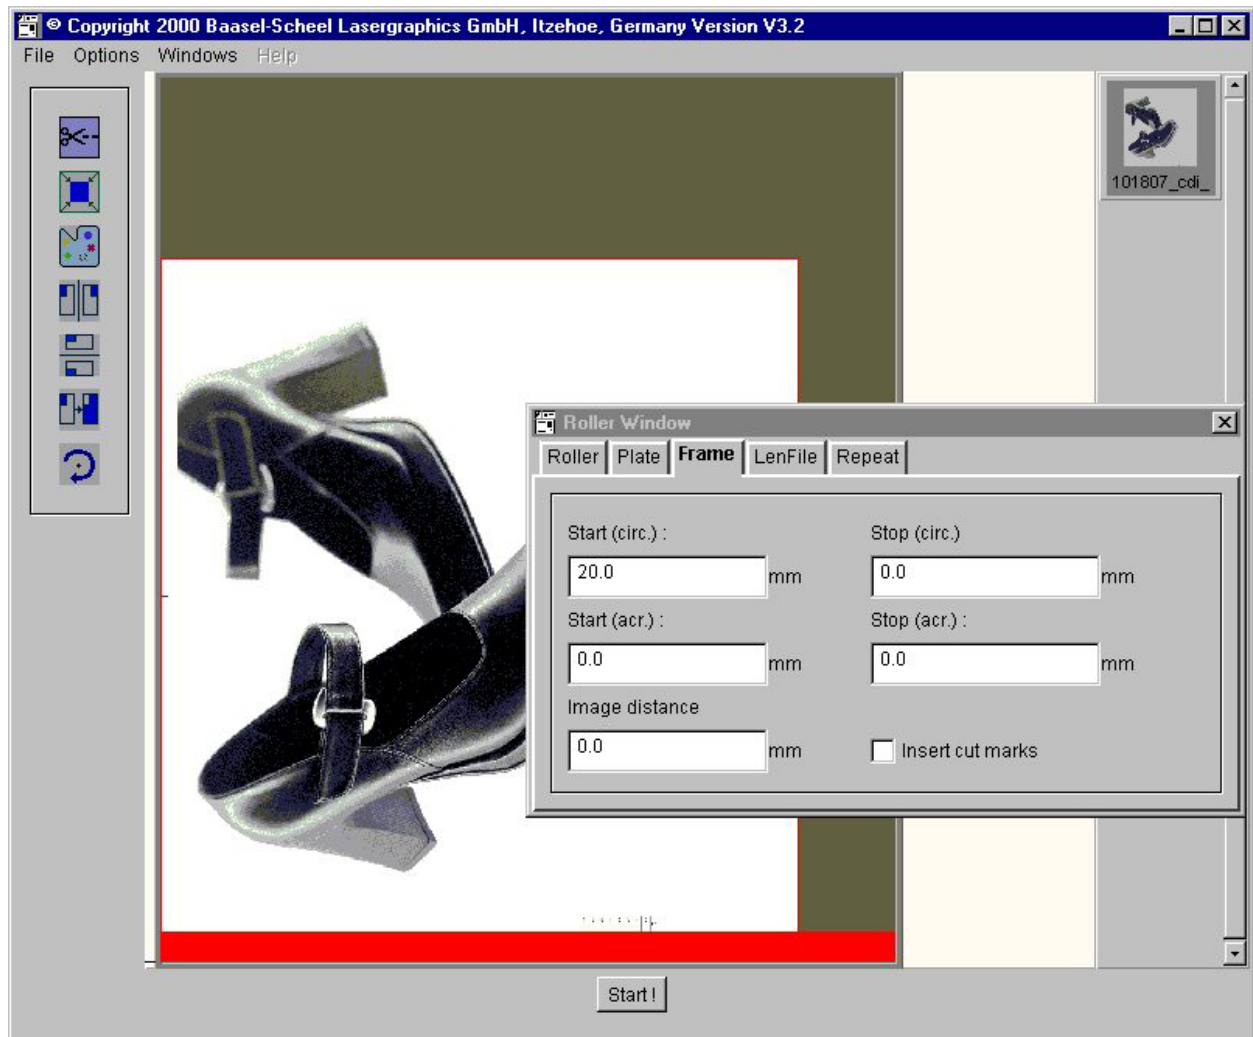 © Copyright 2000 Baasel-Scheel Lasergraphics GmbH, Itzehoe, Germany Version V3.2
File Options Windows Help
101807_cdi_
Roller Window
Roller Plate Frame LenFile Repeat
Start (circ.) : Stop (circ.)
20.0 mm 0.0 mm
Start (acr.) : Stop (acr.) :
0.0 mm 0.0 mm
Image distance
0.0 mm Insert cut marks
Start !